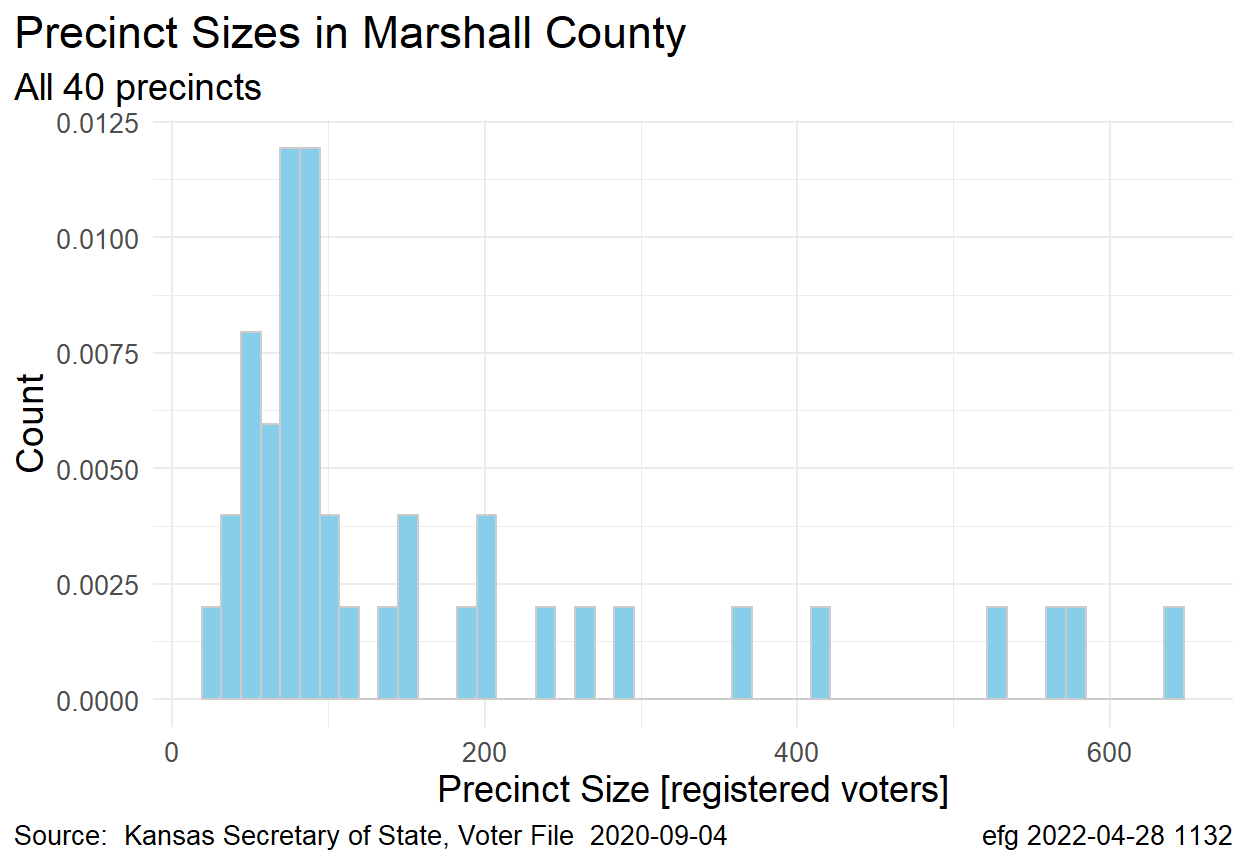 Precinct Sizes in Marshall County
All 40 precincts
0.0125
0.0100
0.0075
0.0050
0.0025
0.0000
Count
0 200 400 600
Precinct Size [registered voters]
Source:  Kansas Secretary of State, Voter File  2020-09-04 efg 2022-04-28 1132